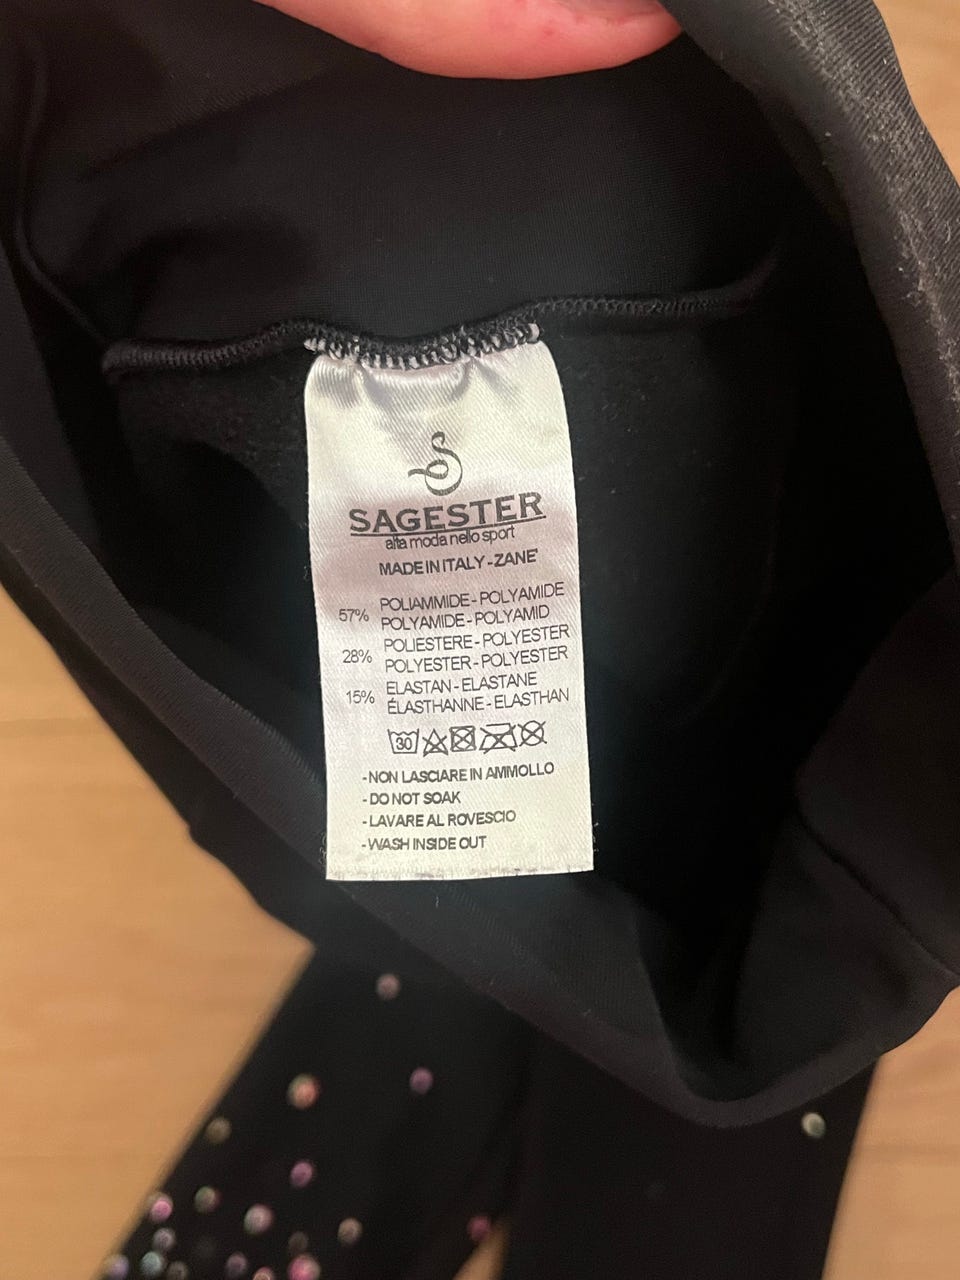 S
SAGESTER
alta moda nello sport
MADE IN ITALY - ZANE'
57% POLIAMMIDE - POLYAMIDE
POLYAMIDE - POLYAMID
28% POLIESTERE - POLYESTER
POLYESTER - POLYESTER
15% ELASTAN - ELASTANE
ÉLASTHANNE - ELASTHAN
30
- NON LASCIARE IN AMMOLLO
- DO NOT SOAK
- LAVARE AL ROVESCIO
- WASH INSIDE OUT